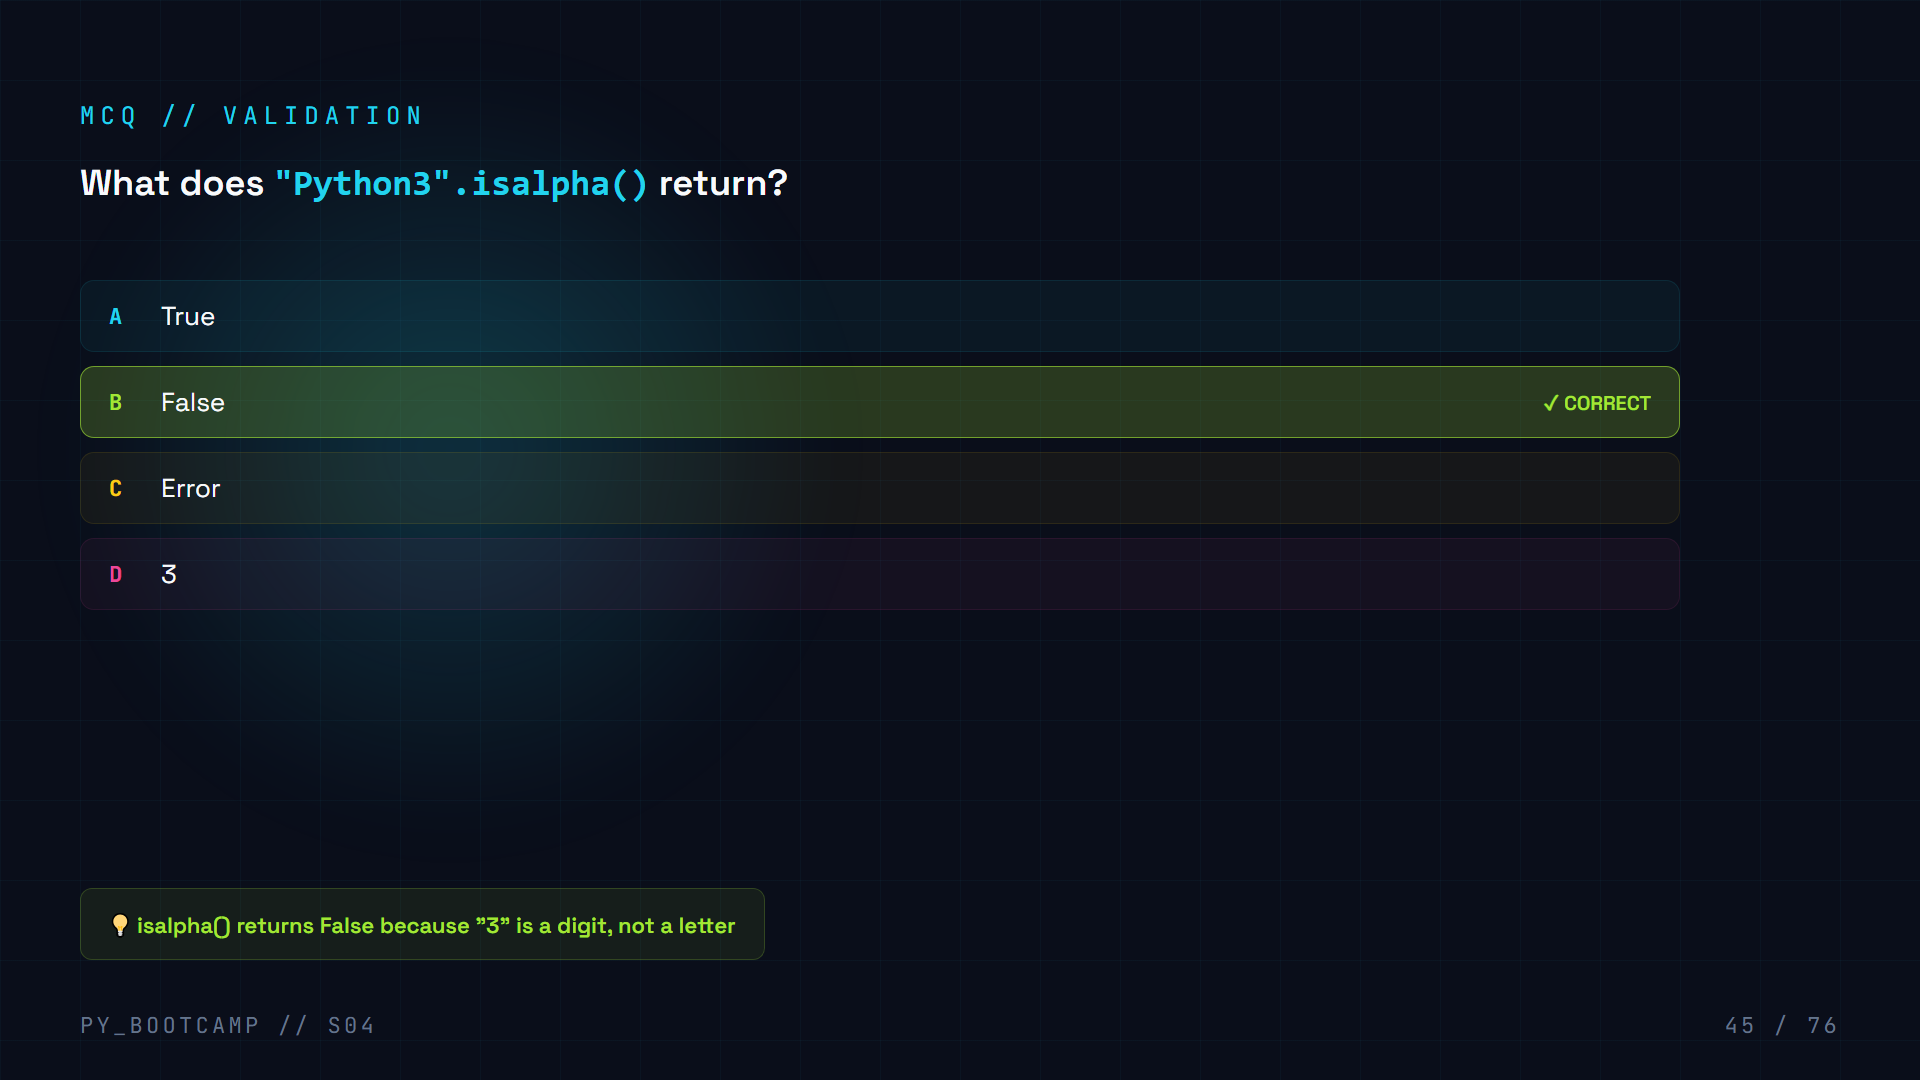 MCQ // VALIDATION
What does "Python3".isalpha() return?
A True
B False ✓ CORRECT
C Error
D 3
💡 isalpha() returns False because ”3” is a digit, not a letter
PY_BOOTCAMP // S04
45 / 76